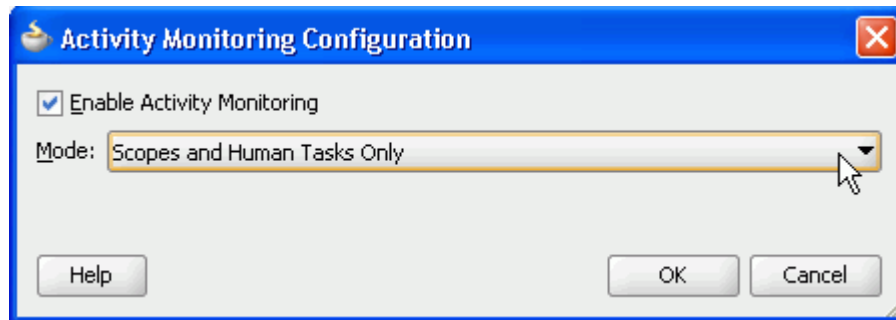 Activity Monitoring Configuration
Enable Activity Monitoring
Mode: Scopes and Human Tasks Only
Help OK Cancel